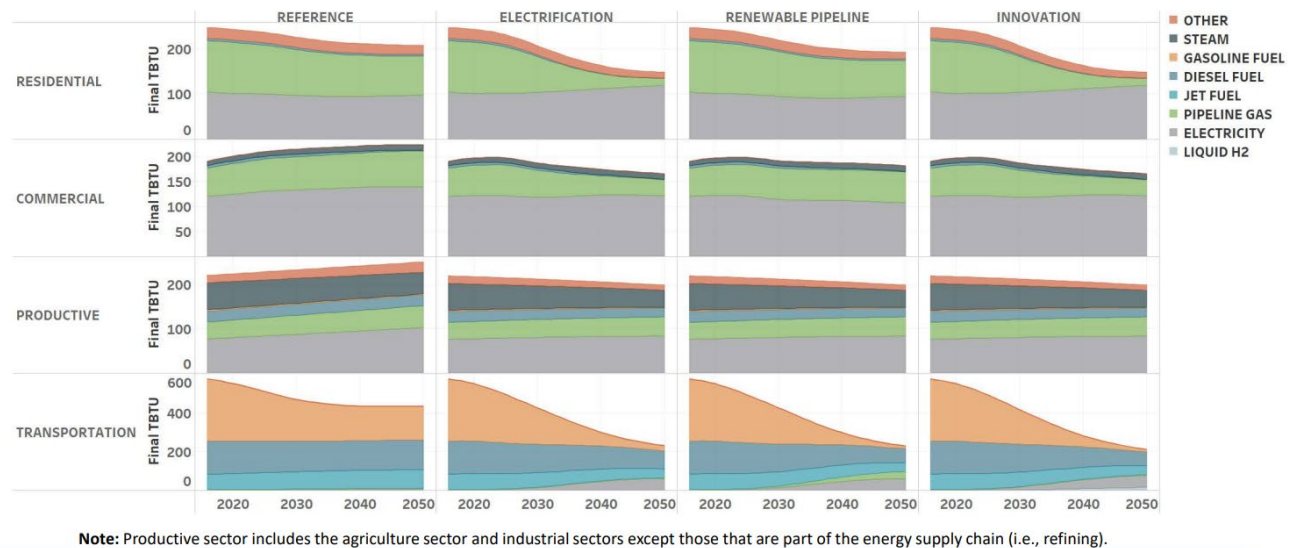 REFERENCE
ELECTRIFICATION
RENEWABLE PIPELINE
INNOVATION
RESIDENTIAL
Final TBTU
200
100
0
COMMERCIAL
Final TBTU
200
150
100
50
PRODUCTIVE
Final TBTU
200
100
0
TRANSPORTATION
Final TBTU
600
400
200
0
2020 2030 2040 2050
2020 2030 2040 2050
2020 2030 2040 2050
2020 2030 2040 2050
OTHER
STEAM
GASOLINE FUEL
DIESEL FUEL
JET FUEL
PIPELINE GAS
ELECTRICITY
LIQUID H2
Note: Productive sector includes the agriculture sector and industrial sectors except those that are part of the energy supply chain (i.e., refining).